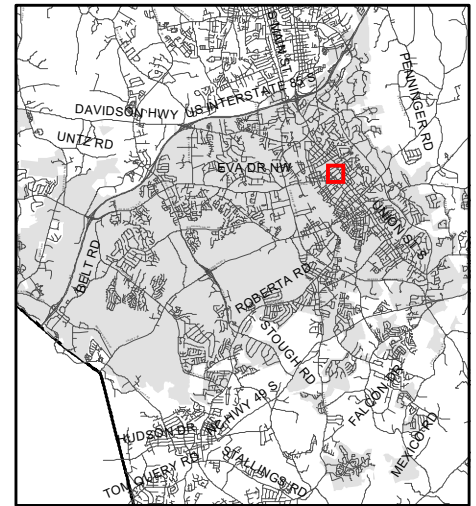 S MAIN ST
PENNINGER RD
DAVIDSON HWY
US INTERSTATE 85 S
UNTZ RD
EVA DR NW
UNION ST S
BELT RD
ROBERTA RD
STOUGH RD
FALCON DR
NC HWY 49 S
HUDSON DR
MEXICO RD
TOM QUERY RD
STALLINGS RD